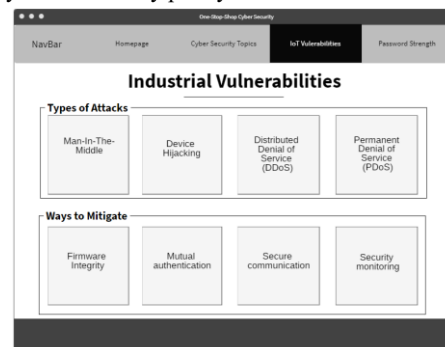 One-Stop-Shop Cyber Security
NavBar Homepage Cyber Security Topics IoT Vulerabilities Password Strength
Industrial Vulnerabilities
Types of Attacks
Man-In-The-
Middle
Device
Hijacking
Distributed
Denial of
Service
(DDoS)
Permanent
Denial of
Service
(PDoS)
Ways to Mitigate
Firmware
Integrity
Mutual
authentication
Secure
communication
Security
monitoring